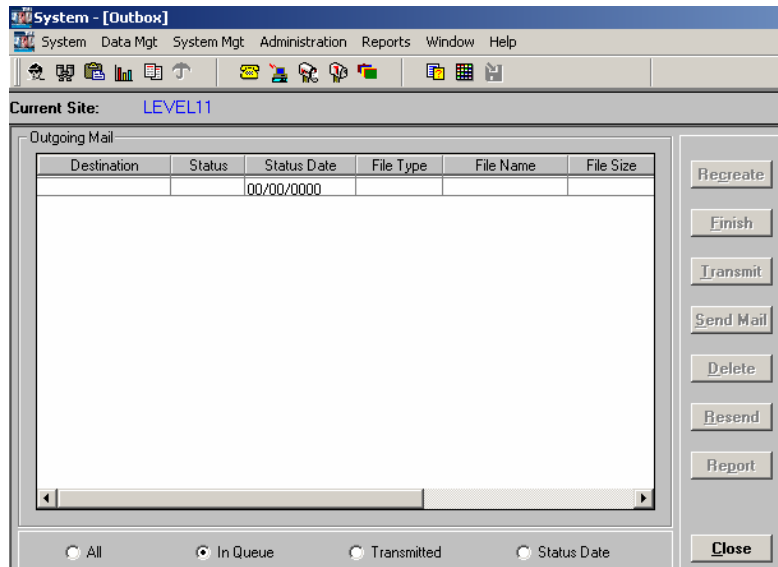 System - [Outbox]
System Data Mgt System Mgt Administration Reports Window Help
Current Site: LEVEL11
Outgoing Mail
Destination Status Status Date File Type File Name File Size
00/00/0000
Recreate
Finish
Transmit
Send Mail
Delete
Resend
Report
All In Queue Transmitted Status Date
Close